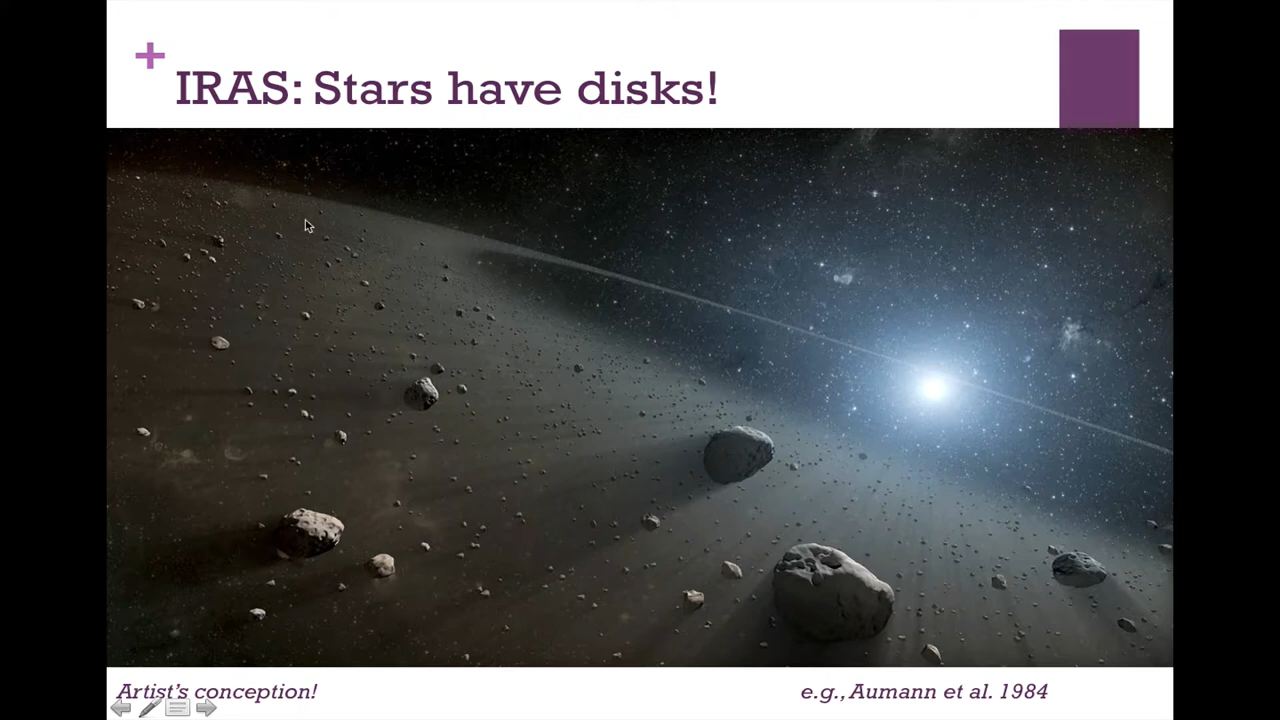 IRAS: Stars have disks!
Artist's conception!
e.g., Aumann et al. 1984